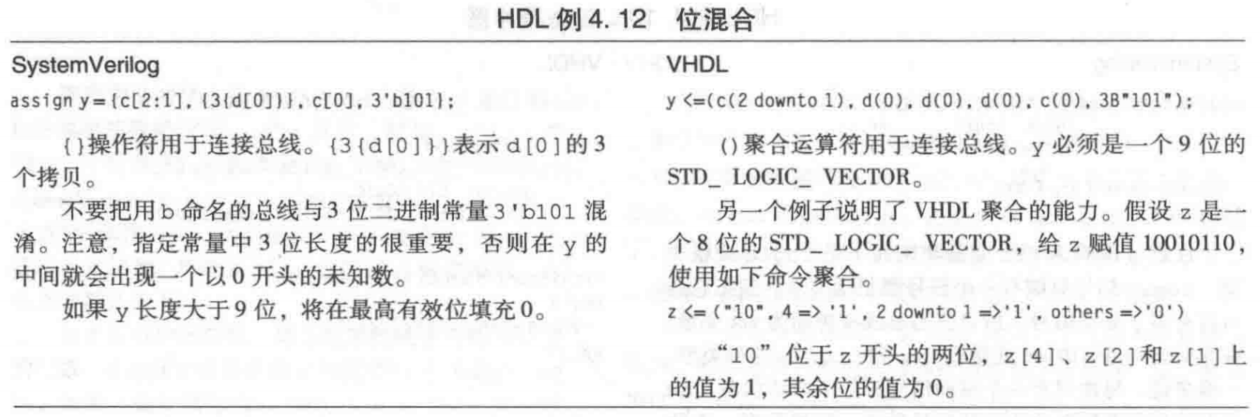 HDL 例 4.12 位混合
SystemVerilog
assign y={c[2:1],{3{d[0]}},c[0],3'b101};
{}操作符用于连接总线。{3{d[0]}}表示 d[0]的 3
个拷贝。
不要把用 b 命名的总线与 3 位二进制常量 3'b101 混
淆。注意，指定常量中 3 位长度的很重要，否则在 y 的
中间就会出现一个以 0 开头的未知数。
如果 y 长度大于 9 位，将在最高有效位填充 0。
VHDL
y <=(c(2 downto 1), d(0), d(0), d(0), c(0), 3B"101");
()聚合运算符用于连接总线。y 必须是一个 9 位的
STD_ LOGIC_ VECTOR。
另一个例子说明了 VHDL 聚合的能力。假设 z 是一
个 8 位的 STD_ LOGIC_ VECTOR，给 z 赋值 10010110，
使用如下命令聚合。
z <= ("10", 4 => '1', 2 downto 1 =>'1', others =>'0')
“10”位于 z 开头的两位，z[4]、z[2]和 z[1]上
的值为 1，其余位的值为 0。